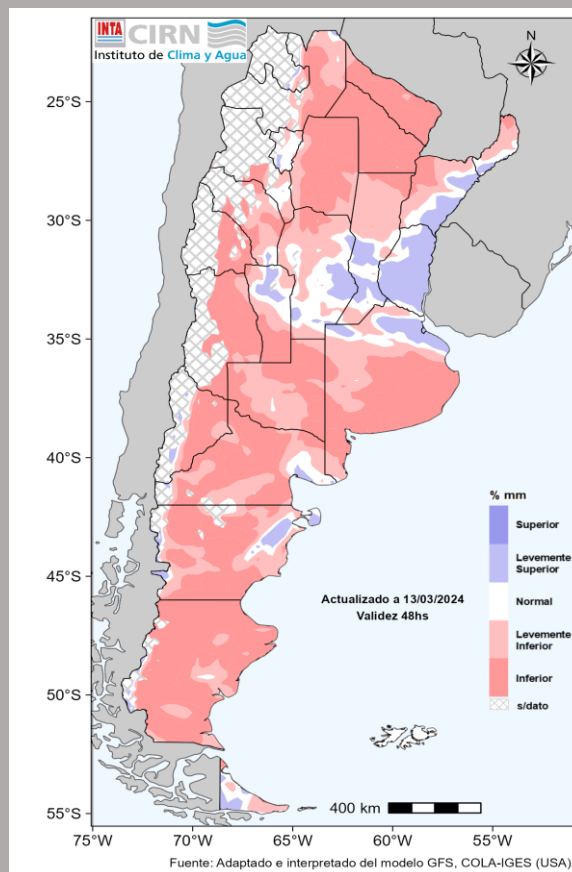 INTA CIRN
Instituto de Clima y Agua
N
25°S
30°S
35°S
40°S
45°S
50°S
55°S
% mm
Superior
Levemente
Superior
Normal
Levemente
Inferior
Inferior
s/dato
Actualizado a 13/03/2024
Validez 48hs
400 km
75°W 70°W 65°W 60°W 55°W
Fuente: Adaptado e interpretado del modelo GFS, COLA-IGES (USA)